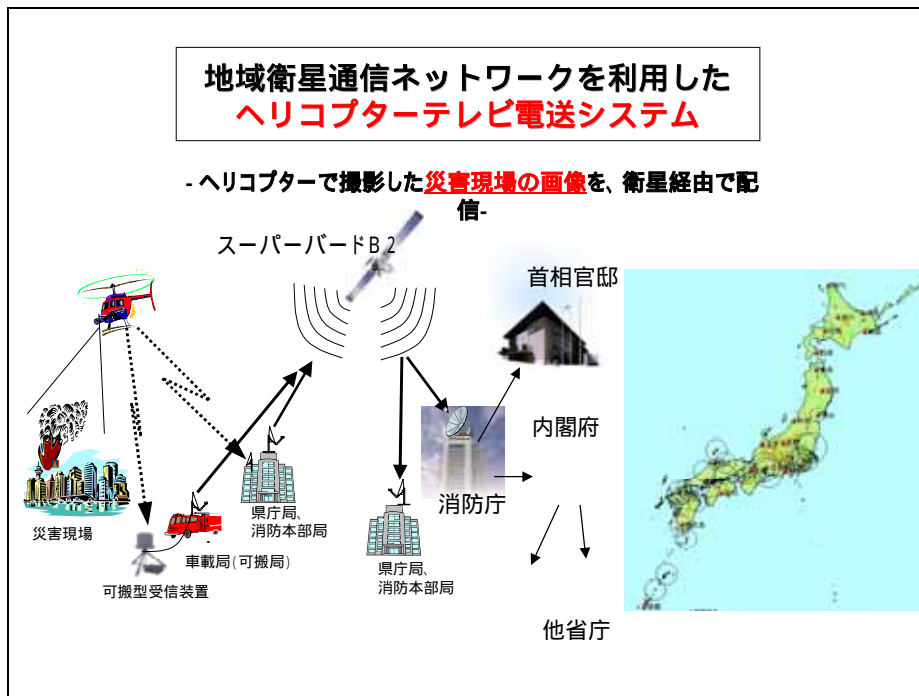 地域衛星通信ネットワークを利用した
ヘリコプターテレビ電送システム
- ヘリコプターで撮影した災害現場の画像を、衛星経由で配
信-
スーパーバードB2
首相官邸
内閣府
消防庁
県庁局、
消防本部局
災害現場
車載局(可搬局)
可搬型受信装置
県庁局、
消防本部局
他省庁